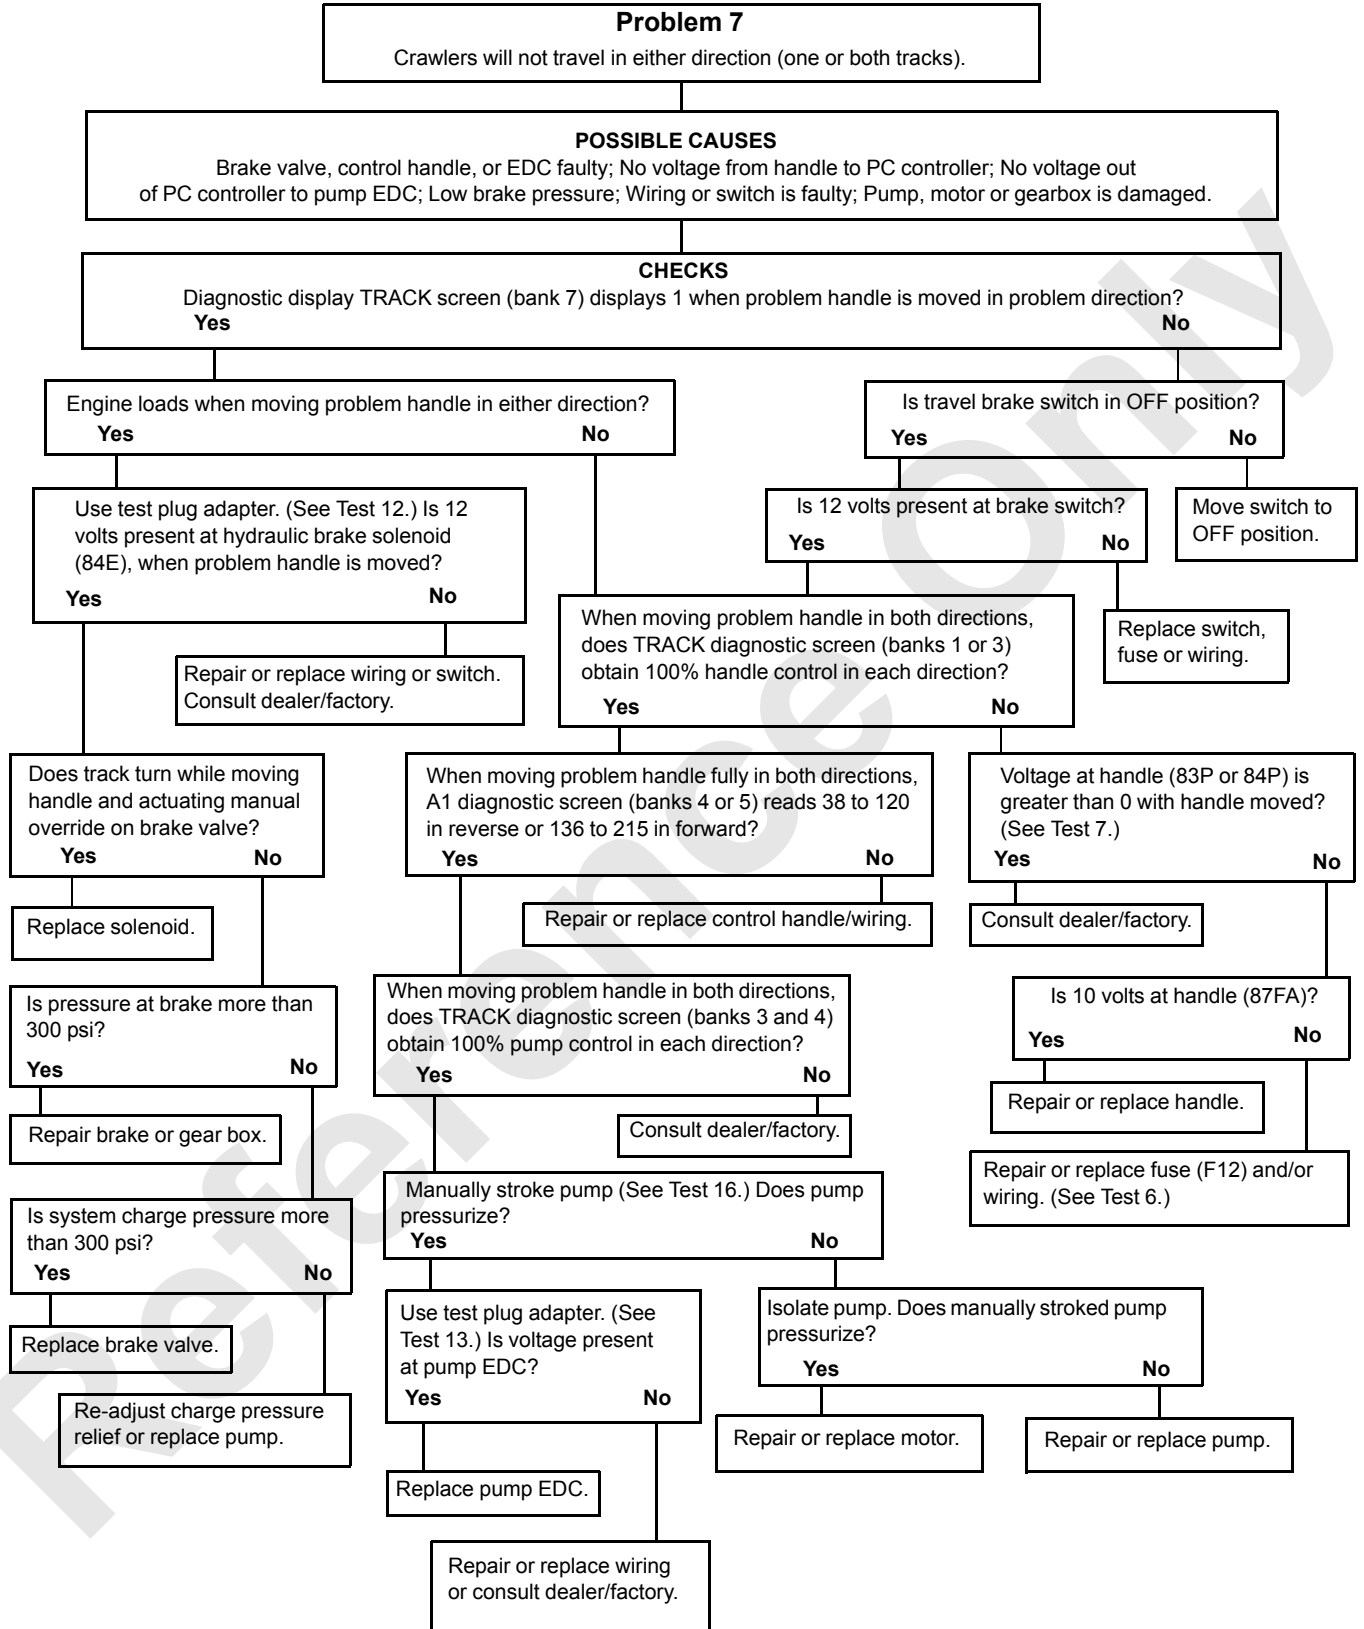 Problem 7
Crawlers will not travel in either direction (one or both tracks).
POSSIBLE CAUSES
Brake valve, control handle, or EDC faulty; No voltage from handle to PC controller; No voltage out
of PC controller to pump EDC; Low brake pressure; Wiring or switch is faulty; Pump, motor or gearbox is damaged.
CHECKS
Diagnostic display TRACK screen (bank 7) displays 1 when problem handle is moved in problem direction?
Yes No
Engine loads when moving problem handle in either direction?
Yes No
Is travel brake switch in OFF position?
Yes No
Use test plug adapter. (See Test 12.) Is 12
volts present at hydraulic brake solenoid
(84E), when problem handle is moved?
Yes No
Is 12 volts present at brake switch?
Yes No
Move switch to
OFF position.
When moving problem handle in both directions,
does TRACK diagnostic screen (banks 1 or 3)
obtain 100% handle control in each direction?
Yes No
Replace switch,
fuse or wiring.
Repair or replace wiring or switch.
Consult dealer/factory.
Does track turn while moving
handle and actuating manual
override on brake valve?
Yes No
When moving problem handle fully in both directions,
A1 diagnostic screen (banks 4 or 5) reads 38 to 120
in reverse or 136 to 215 in forward?
Yes No
Voltage at handle (83P or 84P) is
greater than 0 with handle moved?
(See Test 7.)
Yes No
Replace solenoid.
Repair or replace control handle/wiring.
Consult dealer/factory.
Is pressure at brake more than
300 psi?
Yes No
When moving problem handle in both directions,
does TRACK diagnostic screen (banks 3 and 4)
obtain 100% pump control in each direction?
Yes No
Is 10 volts at handle (87FA)?
Yes No
Repair brake or gear box.
Consult dealer/factory.
Repair or replace handle.
Repair or replace fuse (F12) and/or
wiring. (See Test 6.)
Is system charge pressure more
than 300 psi?
Yes No
Manually stroke pump (See Test 16.) Does pump
pressurize?
Yes No
Replace brake valve.
Use test plug adapter. (See
Test 13.) Is voltage present
at pump EDC?
Yes No
Isolate pump. Does manually stroked pump
pressurize?
Yes No
Re-adjust charge pressure
relief or replace pump.
Repair or replace motor.
Repair or replace pump.
Replace pump EDC.
Repair or replace wiring
or consult dealer/factory.
Reference Only